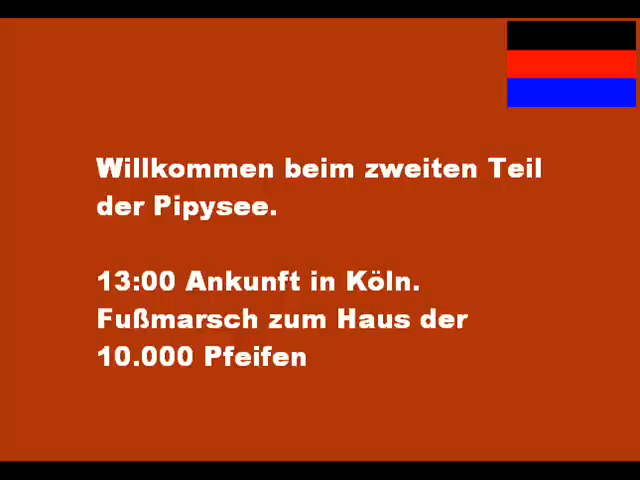 Willkommen beim zweiten Teil
der Pipysee.
13:00 Ankunft in Köln.
Fußmarsch zum Haus der
10.000 Pfeifen